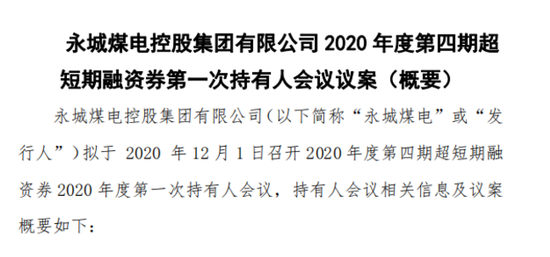 永城煤电控股集团有限公司 2020 年度第四期超
短期融资券第一次持有人会议议案（概要）
永城煤电控股集团有限公司（以下简称“永城煤电”或“发
行人”）拟于 2020 年 12 月 1 日召开 2020 年度第四期超短期融
资券 2020 年度第一次持有人会议，持有人会议相关信息及议案
概要如下：